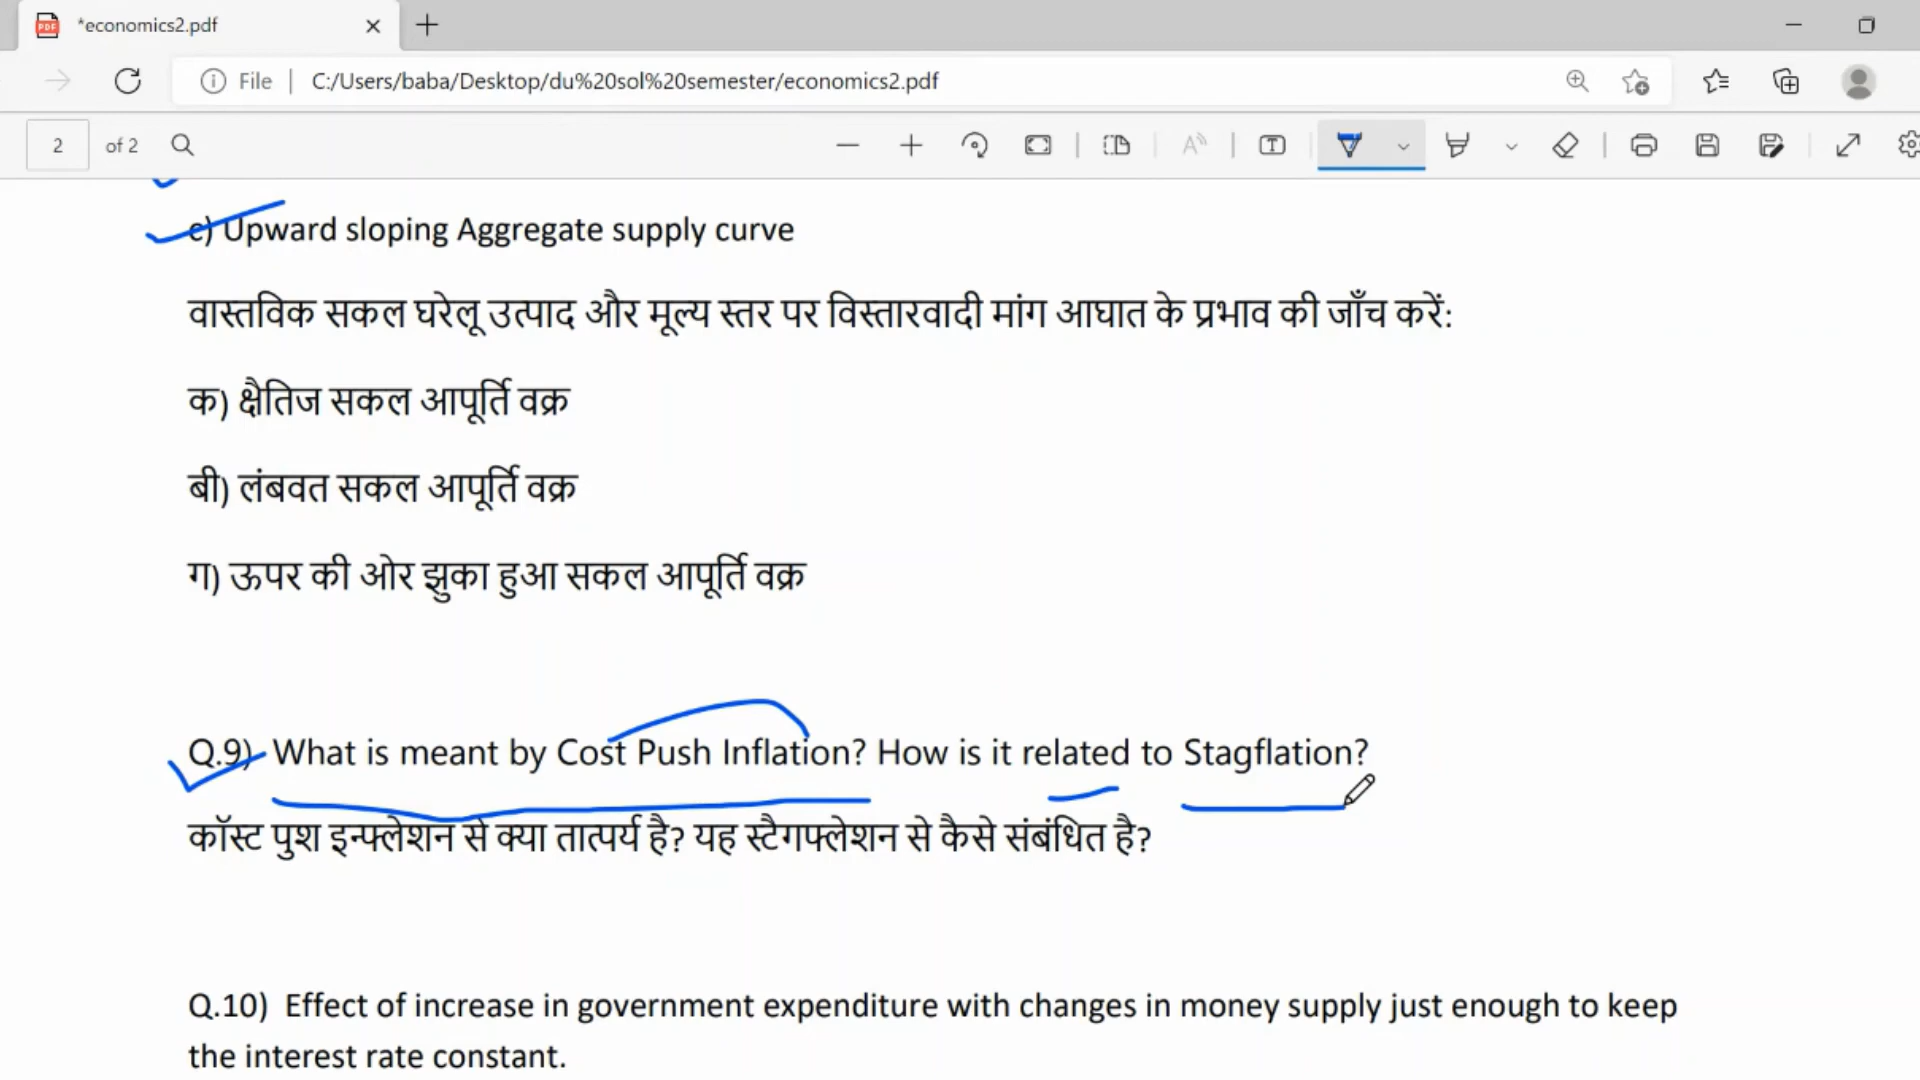 *economics2.pdf
File
C:/Users/baba/Desktop/du%20sol%20semester/economics2.pdf
2 of 2
c) Upward sloping Aggregate supply curve
वास्तविक सकल घरेलू उत्पाद और मूल्य स्तर पर विस्तारवादी मांग आघात के प्रभाव की जाँच करें:
क) क्षैतिज सकल आपूर्ति वक्र
बी) लंबवत सकल आपूर्ति वक्र
ग) ऊपर की ओर झुका हुआ सकल आपूर्ति वक्र
Q.9) What is meant by Cost Push Inflation? How is it related to Stagflation?
कॉस्ट पुश इन्फ्लेशन से क्या तात्पर्य है? यह स्टैगफ्लेशन से कैसे संबंधित है?
Q.10) Effect of increase in government expenditure with changes in money supply just enough to keep
the interest rate constant.